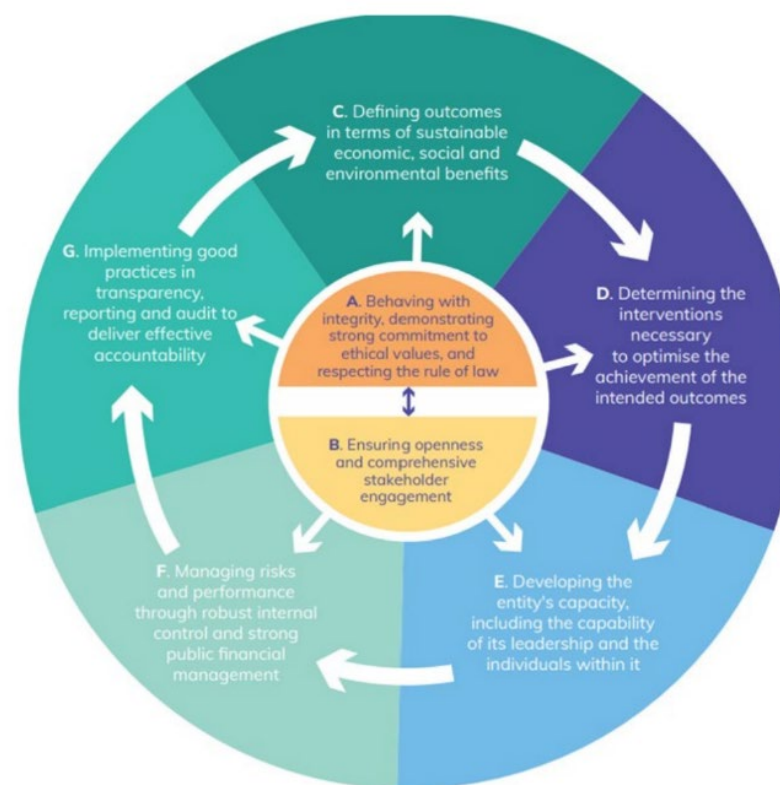 C. Defining outcomes
in terms of sustainable
economic, social and
environmental benefits
G. Implementing good
practices in
transparency,
reporting and audit to
deliver effective
accountability
A. Behaving with
integrity, demonstrating
strong commitment to
ethical values, and
respecting the rule of law
D. Determining the
interventions
necessary
to optimise the
achievement of the
intended outcomes
B. Ensuring openness
and comprehensive
stakeholder
engagement
F. Managing risks
and performance
through robust internal
control and strong
public financial
management
E. Developing the
entity's capacity,
including the capability
of its leadership and the
individuals within it